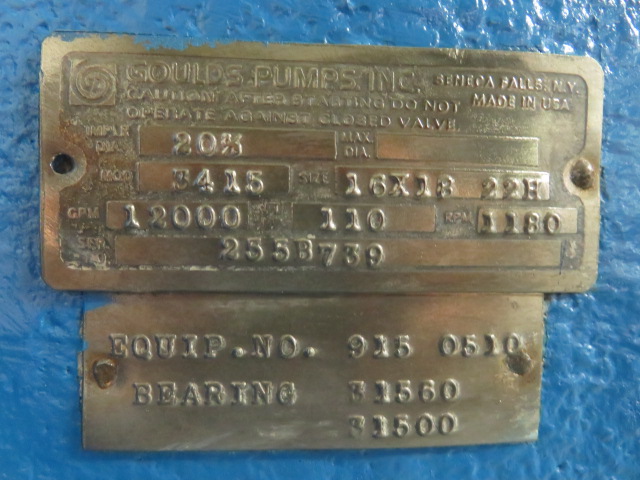 GOULDS PUMPS, INC. SENECA FALLS, N.Y.
CAUTION: AFTER STARTING DO NOT MADE IN USA
OPERATE AGAINST CLOSED VALVE.
IMPLR. DIA. MAX. DIA.
MOD 3415 SIZE 16X18 22H
GPM 12000 110 RPM 1180
SER. 255B739
EQUIP.NO. 915 0510
BEARING